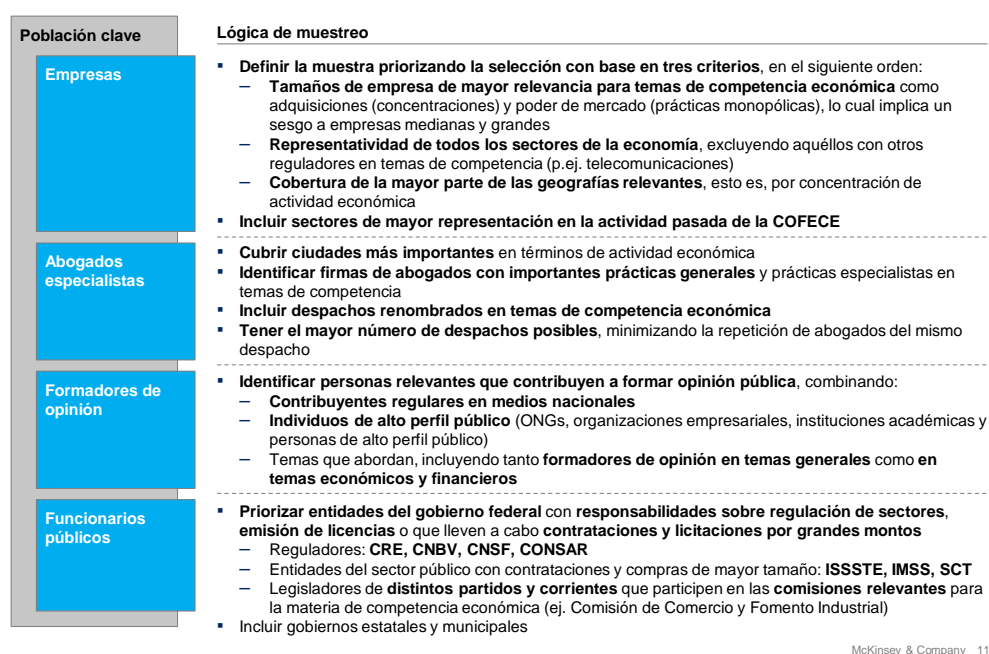 Población clave
Lógica de muestreo
Empresas
▪ Definir la muestra priorizando la selección con base en tres criterios, en el siguiente orden:
– Tamaños de empresa de mayor relevancia para temas de competencia económica como
adquisiciones (concentraciones) y poder de mercado (prácticas monopólicas), lo cual implica un
sesgo a empresas medianas y grandes
– Representatividad de todos los sectores de la economía, excluyendo aquéllos con otros
reguladores en temas de competencia (p.ej. telecomunicaciones)
– Cobertura de la mayor parte de las geografías relevantes, esto es, por concentración de
actividad económica
▪ Incluir sectores de mayor representación en la actividad pasada de la COFECE
Abogados
especialistas
▪ Cubrir ciudades más importantes en términos de actividad económica
▪ Identificar firmas de abogados con importantes prácticas generales y prácticas especialistas en
temas de competencia
▪ Incluir despachos renombrados en temas de competencia económica
▪ Tener el mayor número de despachos posibles, minimizando la repetición de abogados del mismo
despacho
Formadores de
opinión
▪ Identificar personas relevantes que contribuyen a formar opinión pública, combinando:
– Contribuyentes regulares en medios nacionales
– Individuos de alto perfil público (ONGs, organizaciones empresariales, instituciones académicas y
personas de alto perfil público)
– Temas que abordan, incluyendo tanto formadores de opinión en temas generales como en
temas económicos y financieros
Funcionarios
públicos
▪ Priorizar entidades del gobierno federal con responsabilidades sobre regulación de sectores,
emisión de licencias o que lleven a cabo contrataciones y licitaciones por grandes montos
– Reguladores: CRE, CNBV, CNSF, CONSAR
– Entidades del sector público con contrataciones y compras de mayor tamaño: ISSSTE, IMSS, SCT
– Legisladores de distintos partidos y corrientes que participen en las comisiones relevantes para
la materia de competencia económica (ej. Comisión de Comercio y Fomento Industrial)
▪ Incluir gobiernos estatales y municipales
McKinsey & Company 11